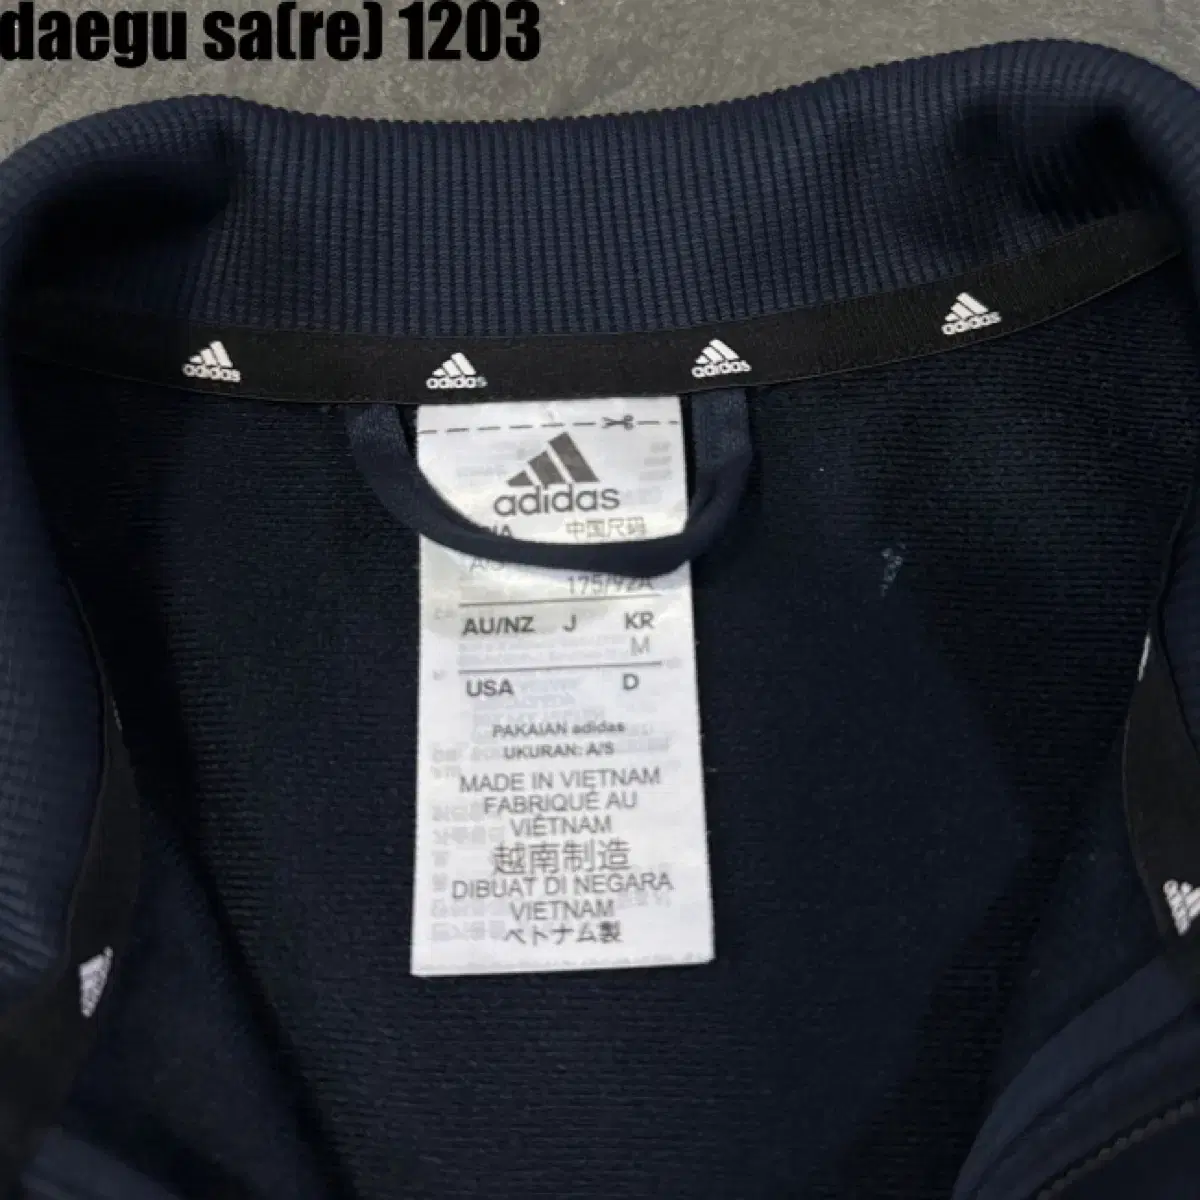 daegu sa(re) 1203
adidas
adidas
adidas
adidas
adidas
中国尺码
175/92A
AU/NZ J KR
M
USA D
PAKAIAN adidas
UKURAN: A/S
MADE IN VIETNAM
FABRIQUÉ AU
VIÊTNAM
越南制造
DIBUAT DI NEGARA
VIETNAM
ベトナム製